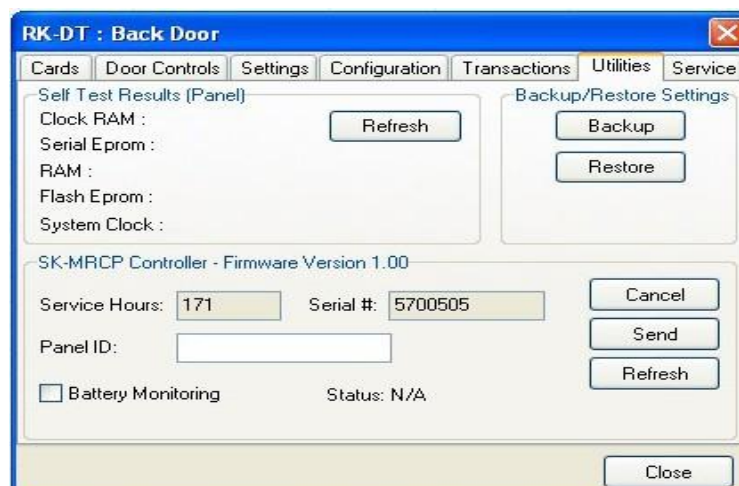 RK-DT : Back Door
Cards Door Controls Settings Configuration Transactions Utilities Service
Self Test Results (Panel)
Clock RAM :
Serial Eprom :
RAM :
Flash Eprom :
System Clock :
Refresh
Backup/Restore Settings
Backup
Restore
SK-MRCP Controller - Firmware Version 1.00
Service Hours: 171 Serial #: 5700505
Panel ID:
Battery Monitoring Status: N/A
Cancel
Send
Refresh
Close